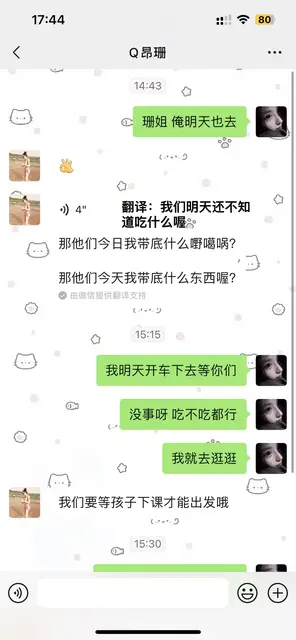 17:44
80
Q昂珊
14:43
珊姐 俺明天也去
4"
翻译：我们明天还不知
道吃什么喔
那他们今日我带底什么嘢噶喎?
那他们今天我带底什么东西喔?
由微信提供翻译支持
15:15
我明天开车下去等你们
没事呀 吃不吃都行
我就去逛逛
我们要等孩子下课才能出发哦
15:30